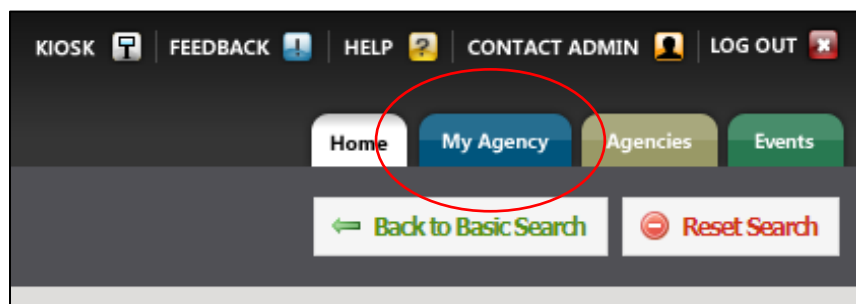 KIOSK FEEDBACK HELP CONTACT ADMIN LOG OUT
Home My Agency Agencies Events
Back to Basic Search Reset Search